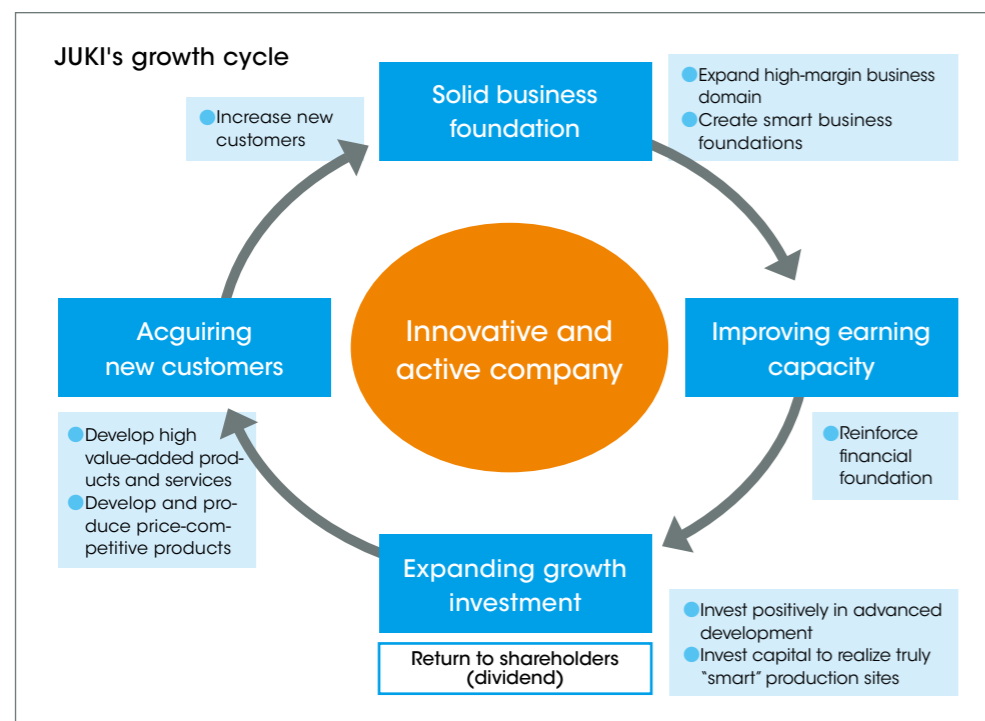 JUKI's growth cycle
Solid business
foundation
●Expand high-margin business
domain
●Create smart business
foundations
●Increase new
customers
Innovative and
active company
Improving earning
capacity
●Reinforce
financial
foundation
Expanding growth
investment
Return to shareholders
(dividend)
●Invest positively in advanced
development
●Invest capital to realize truly
“smart” production sites
Acguiring
new customers
●Develop high
value-added prod-
ucts and services
●Develop and pro-
duce price-com-
petitive products